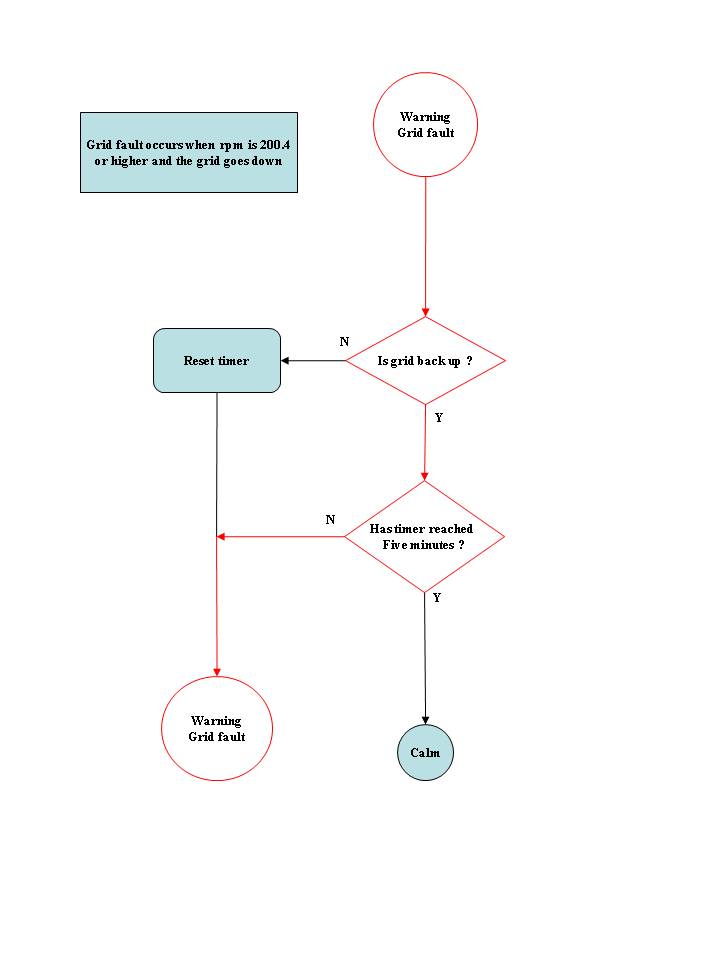 Warning
Grid fault
Grid fault occurs when rpm is 200.4
or higher and the grid goes down
N
Reset timer
Is grid back up ?
Y
N
Has timer reached
Five minutes ?
Y
Warning
Grid fault
Calm